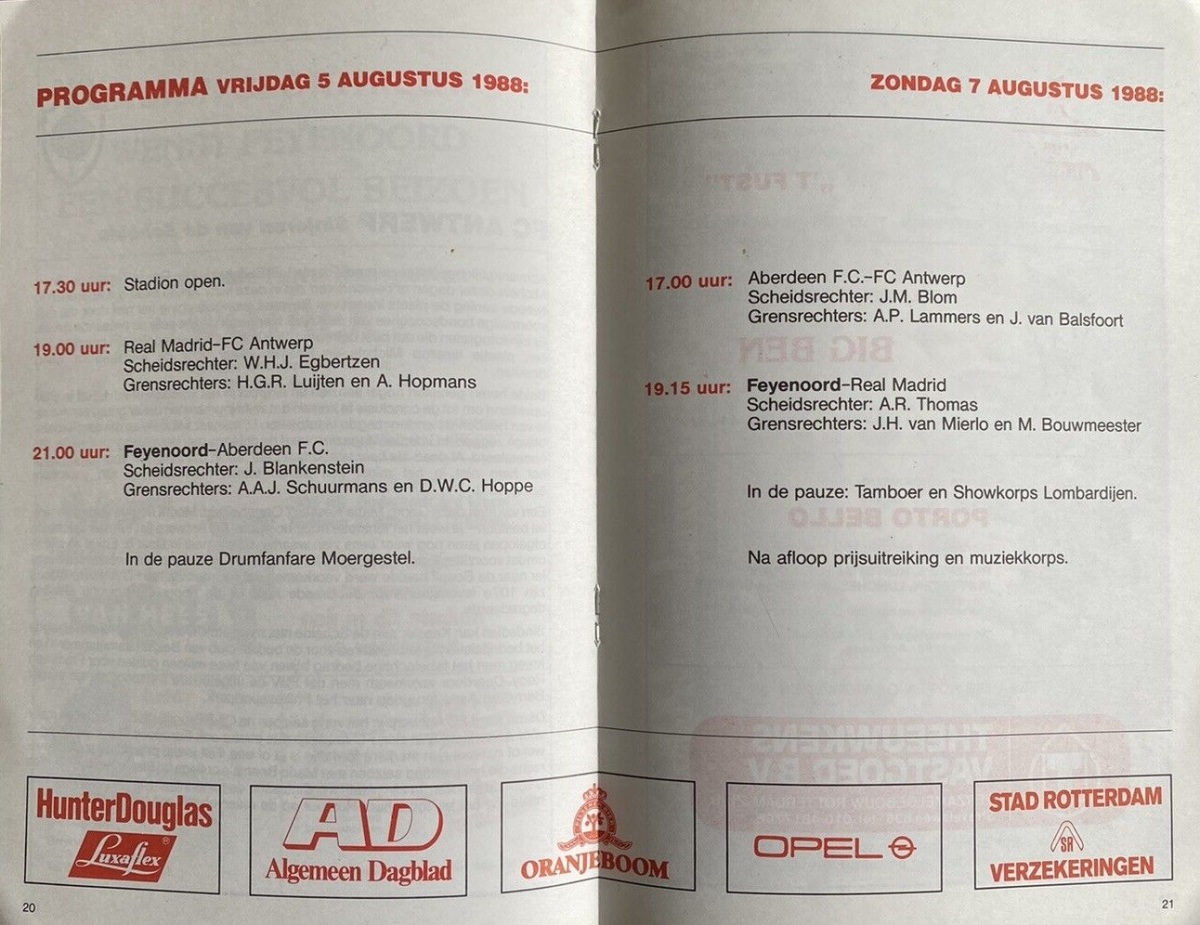 PROGRAMMA VRIJDAG 5 AUGUSTUS 1988:
17.30 uur: Stadion open.
19.00 uur: Real Madrid–FC Antwerp
Scheidsrechter: W.H.J. Egbertzen
Grensrechters: H.G.R. Luijten en A. Hopmans
21.00 uur: Feyenoord–Aberdeen F.C.
Scheidsrechter: J. Blankenstein
Grensrechters: A.A.J. Schuurmans en D.W.C. Hoppe
In de pauze Drumfanfare Moergestel.
HunterDouglas
Luxaflex®
AD
Algemeen Dagblad
20
ZONDAG 7 AUGUSTUS 1988:
17.00 uur: Aberdeen F.C.–FC Antwerp
Scheidsrechter: J.M. Blom
Grensrechters: A.P. Lammers en J. van Balsfoort
19.15 uur: Feyenoord–Real Madrid
Scheidsrechter: A.R. Thomas
Grensrechters: J.H. van Mierlo en M. Bouwmeester
In de pauze: Tamboer en Showkorps Lombardijen.
Na afloop prijsuitreiking en muziekkorps.
ORANJEBOOM
OPEL
STAD ROTTERDAM
SR
VERZEKERINGEN
21